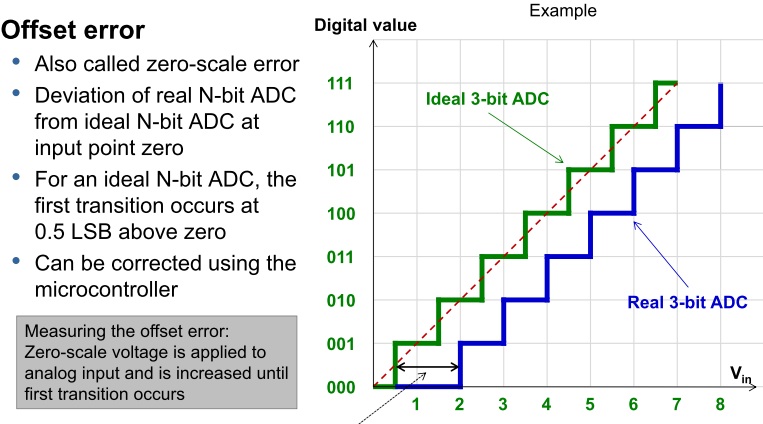 Offset error
Also called zero-scale error
Deviation of real N-bit ADC
from ideal N-bit ADC at
input point zero
For an ideal N-bit ADC, the
first transition occurs at
0.5 LSB above zero
Can be corrected using the
microcontroller
Measuring the offset error:
Zero-scale voltage is applied to
analog input and is increased until
first transition occurs
Example
Digital value
111
110
101
100
011
010
001
000
Ideal 3-bit ADC
Real 3-bit ADC
Vin
1 2 3 4 5 6 7 8